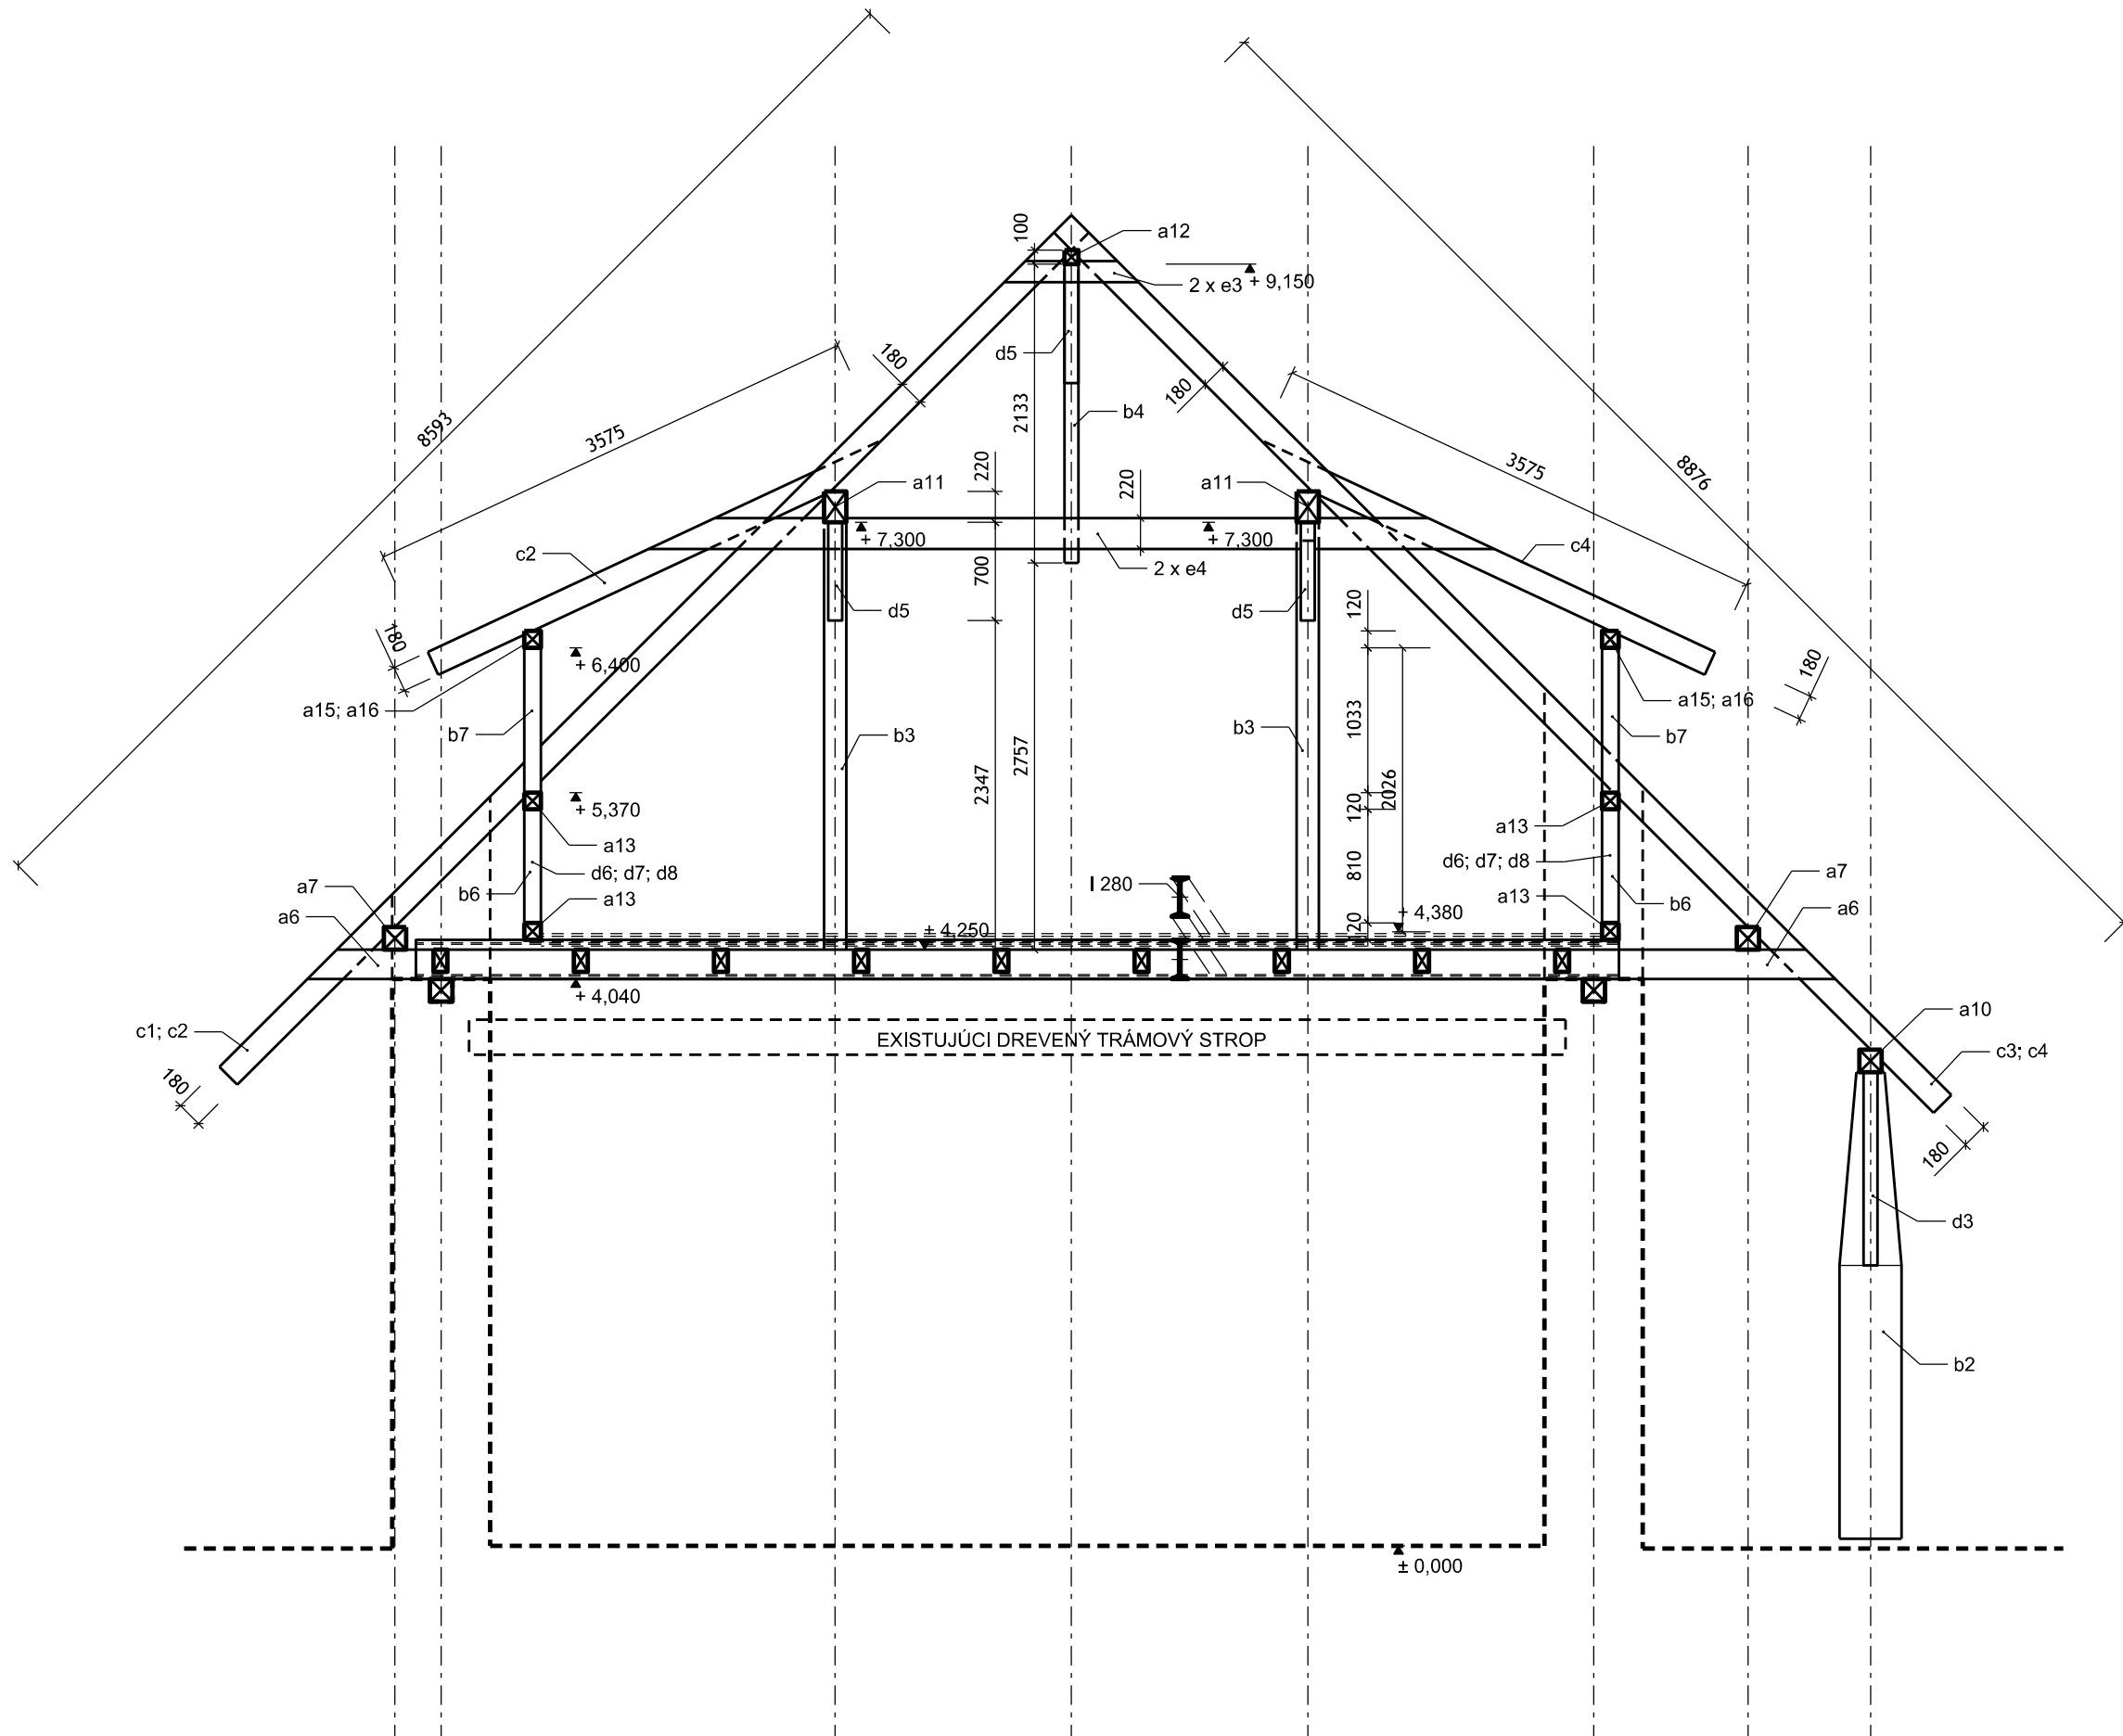 100
a12
2 x e3
+ 9,150
180
d5
180
8593
3575
2133
b4
3575
8876
220
220
a11
a11
+ 7,300
+ 7,300
c2
c4
700
2 x e4
d5
d5
120
180
+ 6,400
180
a15; a16
a15; a16
b7
b3
b3
1033
b7
2347
2757
2026
120
+ 5,370
a13
a13
d6; d7; d8
810
d6; d7; d8
a7
b6
I 280
a7
a13
a13
b6
a6
a6
+ 4,380
± 4,250
120
+ 4,040
c1; c2
EXISTUJÚCI DREVENÝ TRÁMOVÝ STROP
a10
c3; c4
180
180
d3
b2
± 0,000